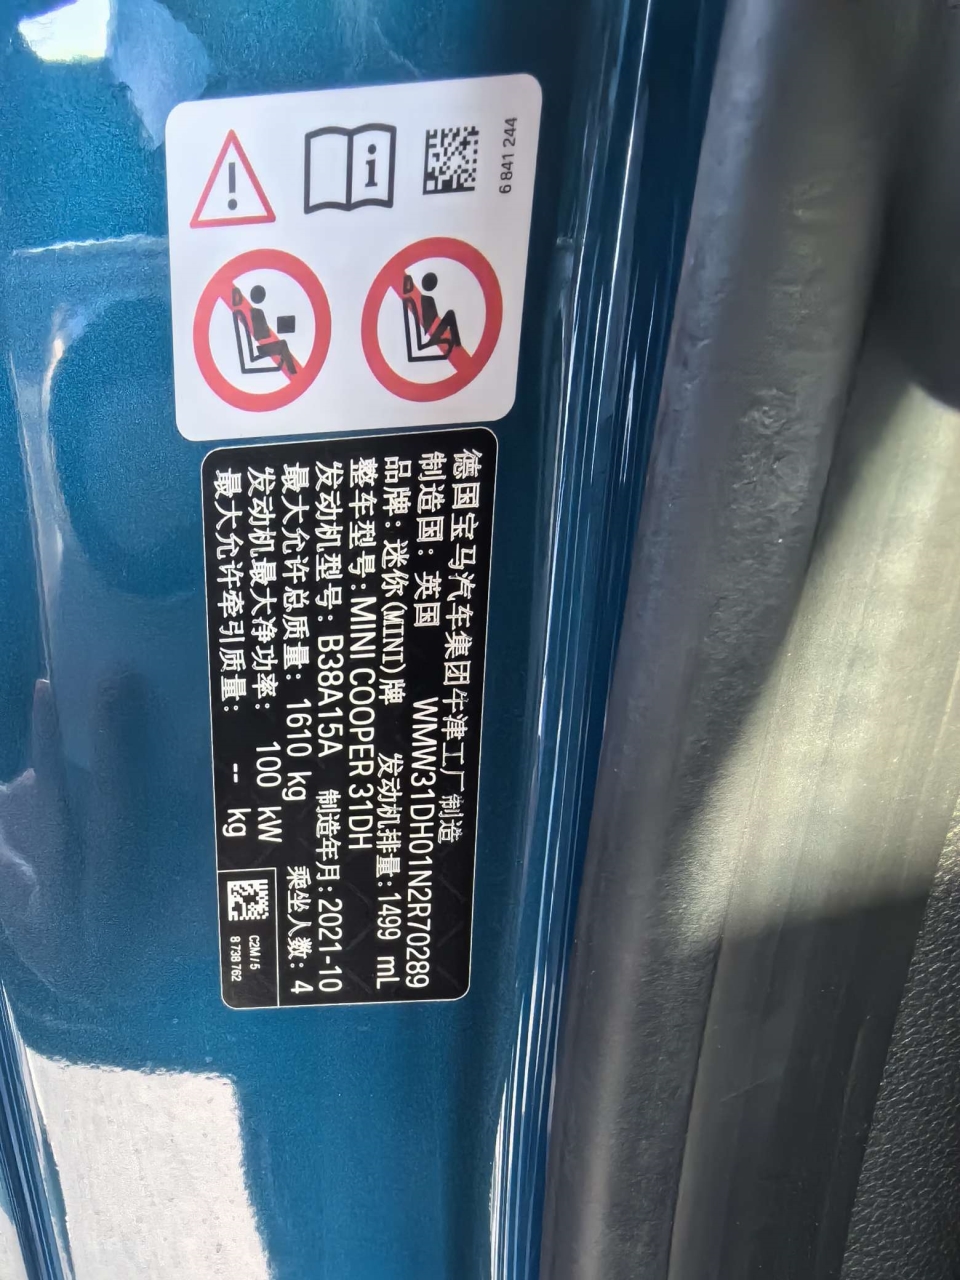 6 841 244
德国宝马汽车集团牛津工厂制造
制造国：英国 WMW31DH01N2R70289
品牌：迷你(MINI)牌 发动机排量：1499 mL
整车型号：MINI COOPER 31DH
发动机型号：B38A15A 制造年月：2021-10
最大允许总质量：1610 kg 乘坐人数：4
发动机最大净功率： 100 kW
最大允许牵引质量： -- kg
C2M / 5
8 738 762